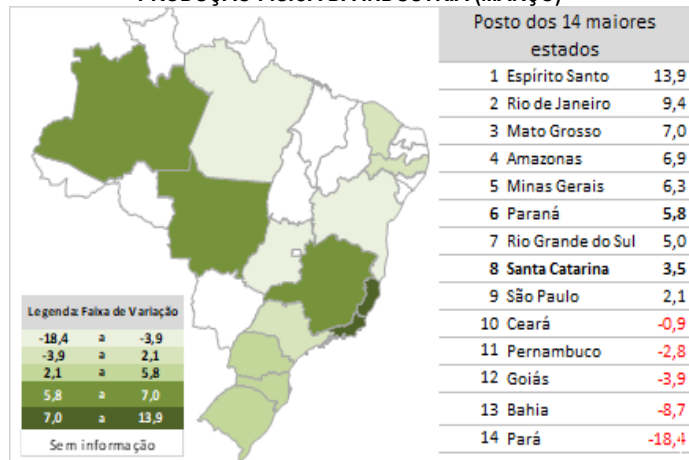 PRODUÇÃO FÍSICA DA INDÚSTRIA (MARÇO)
Posto dos 14 maiores
estados
1 Espírito Santo 13,9
2 Rio de Janeiro 9,4
3 Mato Grosso 7,0
4 Amazonas 6,9
5 Minas Gerais 6,3
6 Paraná 5,8
7 Rio Grande do Sul 5,0
8 Santa Catarina 3,5
9 São Paulo 2,1
10 Ceará -0,9
11 Pernambuco -2,8
12 Goiás -3,9
13 Bahia -8,7
14 Pará -18,4
Legenda: Faixa de Variação
-18,4 a -3,9
-3,9 a 2,1
2,1 a 5,8
5,8 a 7,0
7,0 a 13,9
Sem informação